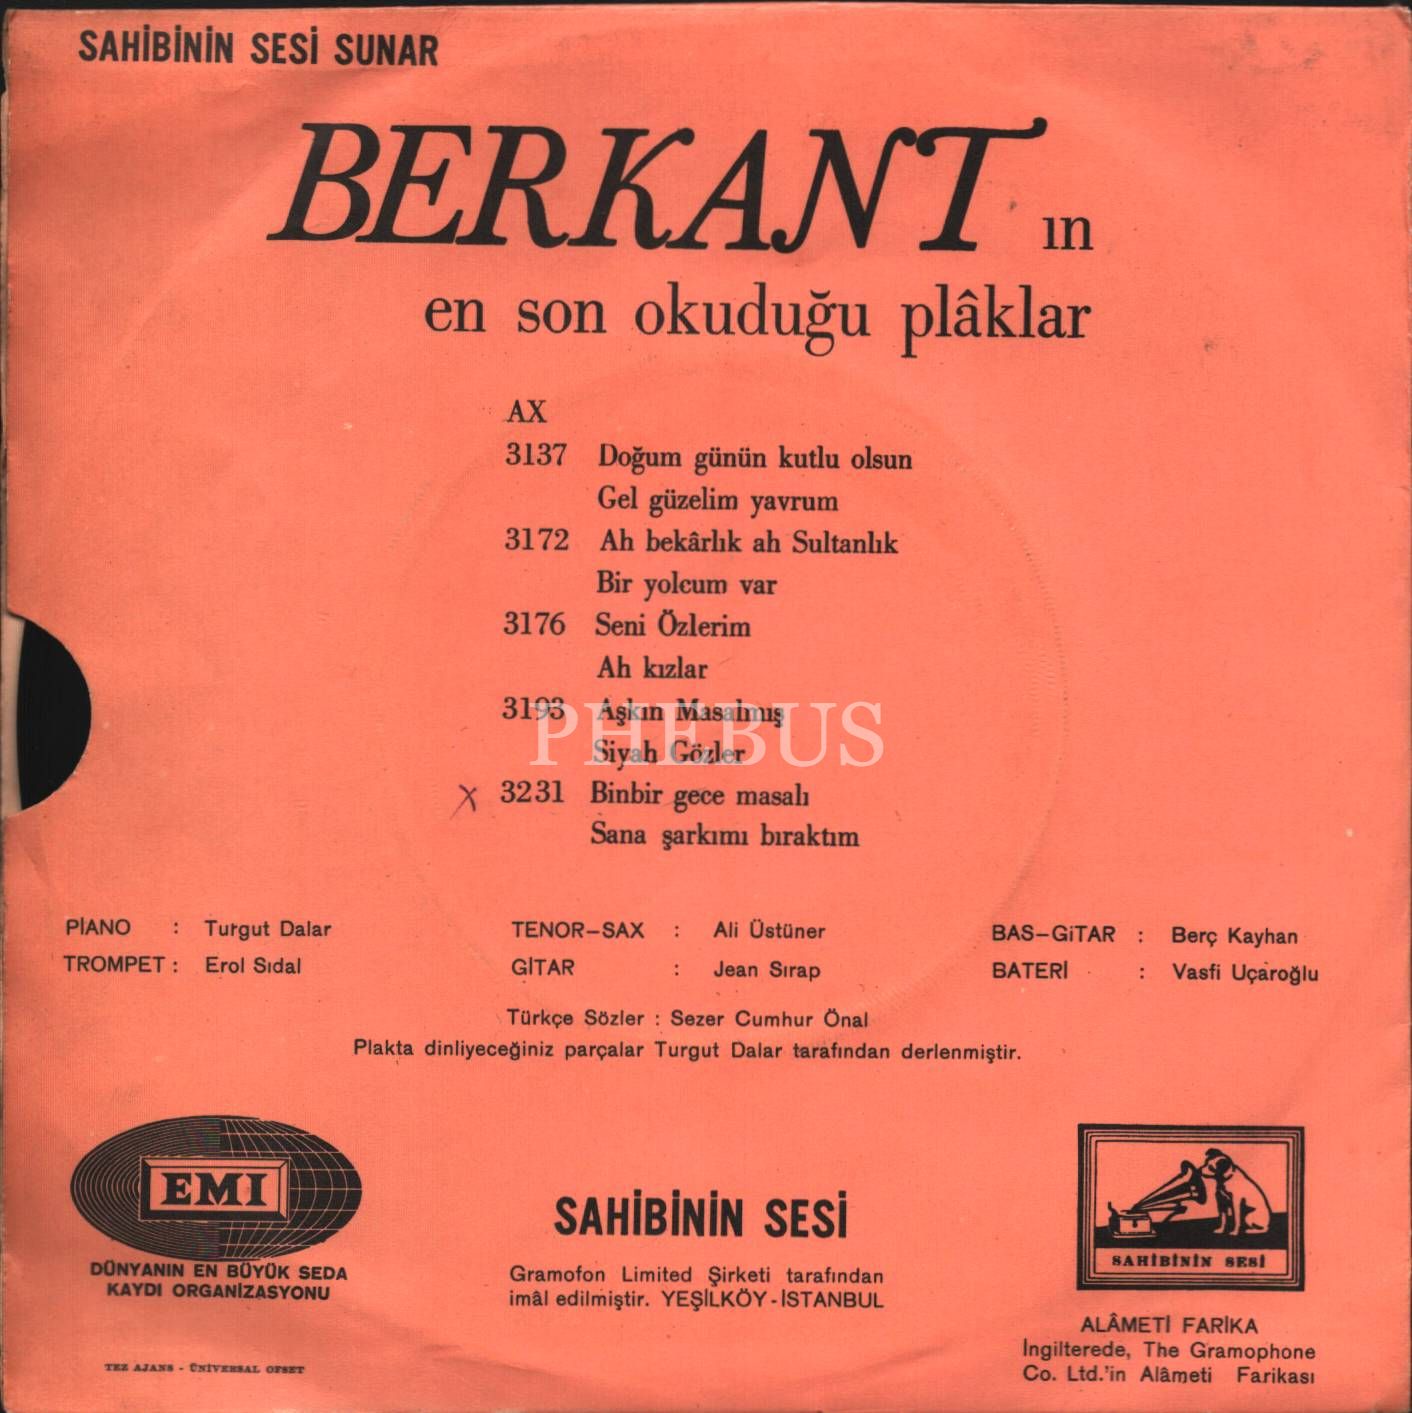 SAHİBİNİN SESİ SUNAR
BERKANT ın
en son okuduğu plâklar
AX
3137 Doğum günün kutlu olsun
Gel güzelim yavrum
3172 Ah bekârlık ah Sultanlık
Bir yolcum var
3176 Seni Özlerim
Ah kızlar
3193 Aşkın Masalmış
PHEBUS
Siyah Gözler
x 3231 Binbir gece masalı
Sana şarkımı bıraktım
PİANO : Turgut Dalar TENOR-SAX : Ali Üstüner BAS-GİTAR : Berç Kayhan
TROMPET : Erol Sıdal GİTAR : Jean Sırap BATERİ : Vasfi Uçaroğlu
Türkçe Sözler : Sezer Cumhur Önal
Plakta dinliyeceğiniz parçalar Turgut Dalar tarafından derlenmiştir.
EMI
DÜNYANIN EN BÜYÜK SEDA
KAYDI ORGANİZASYONU
TEZ AJANS - ÜNİVERSAL OFSET
SAHİBİNİN SESİ
Gramofon Limited Şirketi tarafından
imâl edilmiştir. YEŞİLKÖY-İSTANBUL
SAHİBİNİN SESİ
ALÂMETİ FARİKA
İngilterede, The Gramophone
Co. Ltd.'in Alâmeti Farikası